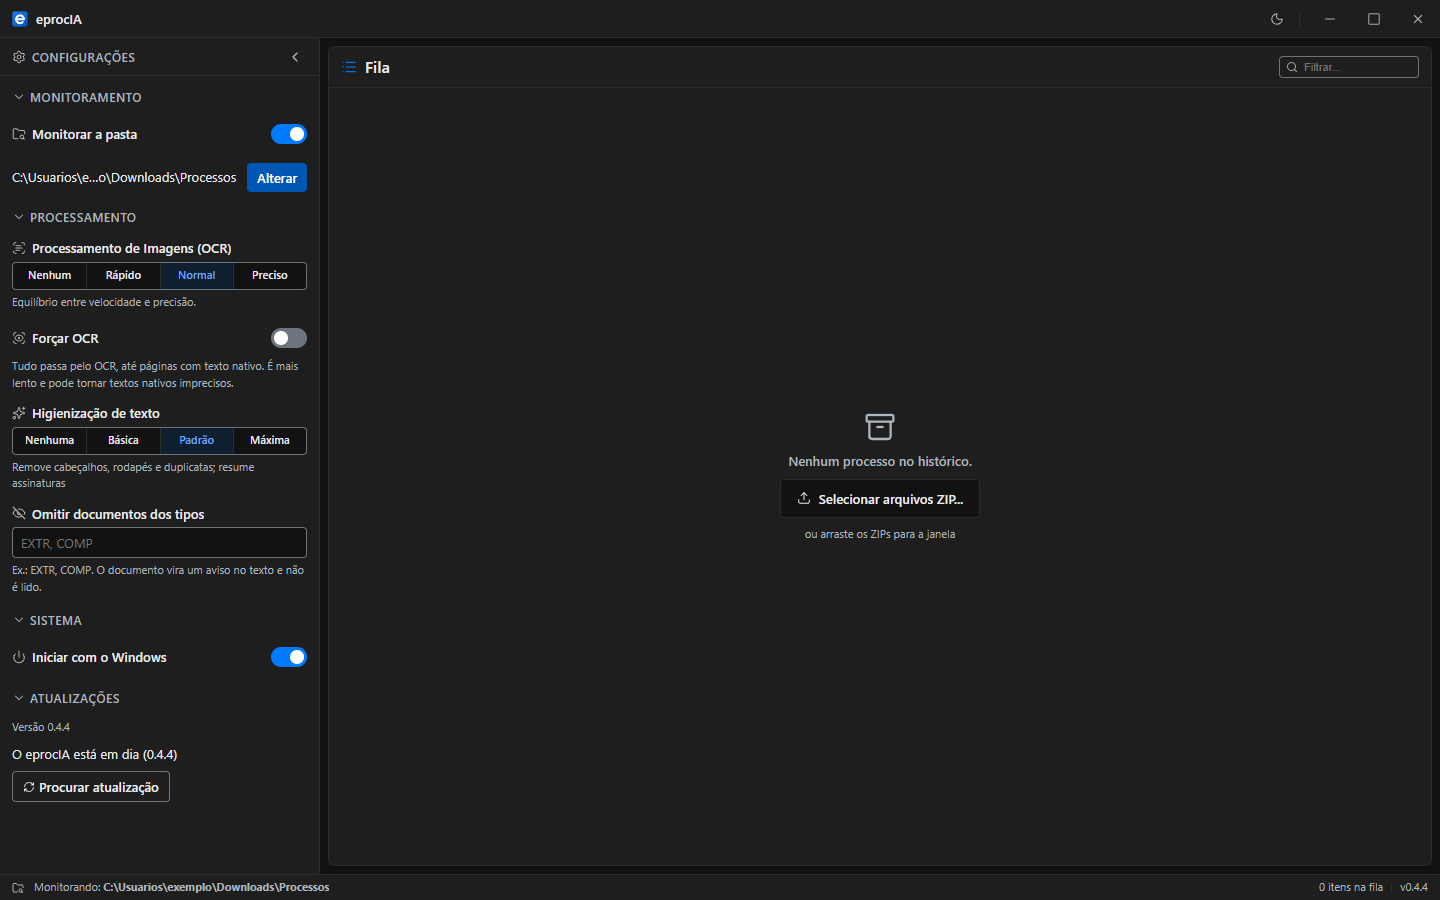 eprocIA
CONFIGURAÇÕES
MONITORAMENTO
Monitorar a pasta
C:\Usuarios\e...o\Downloads\Processos
Alterar
PROCESSAMENTO
Processamento de Imagens (OCR)
Nenhum Rápido Normal Preciso
Equilíbrio entre velocidade e precisão.
Forçar OCR
Tudo passa pelo OCR, até páginas com texto nativo. É mais
lento e pode tornar textos nativos imprecisos.
Higienização de texto
Nenhuma Básica Padrão Máxima
Remove cabeçalhos, rodapés e duplicatas; resume
assinaturas
Omitir documentos dos tipos
EXTR, COMP
Ex.: EXTR, COMP. O documento vira um aviso no texto e não
é lido.
SISTEMA
Iniciar com o Windows
ATUALIZAÇÕES
Versão 0.4.4
O eprocIA está em dia (0.4.4)
Procurar atualização
Fila
Filtrar...
Nenhum processo no histórico.
Selecionar arquivos ZIP...
ou arraste os ZIPs para a janela
Monitorando: C:\Usuarios\exemplo\Downloads\Processos
0 itens na fila
v0.4.4